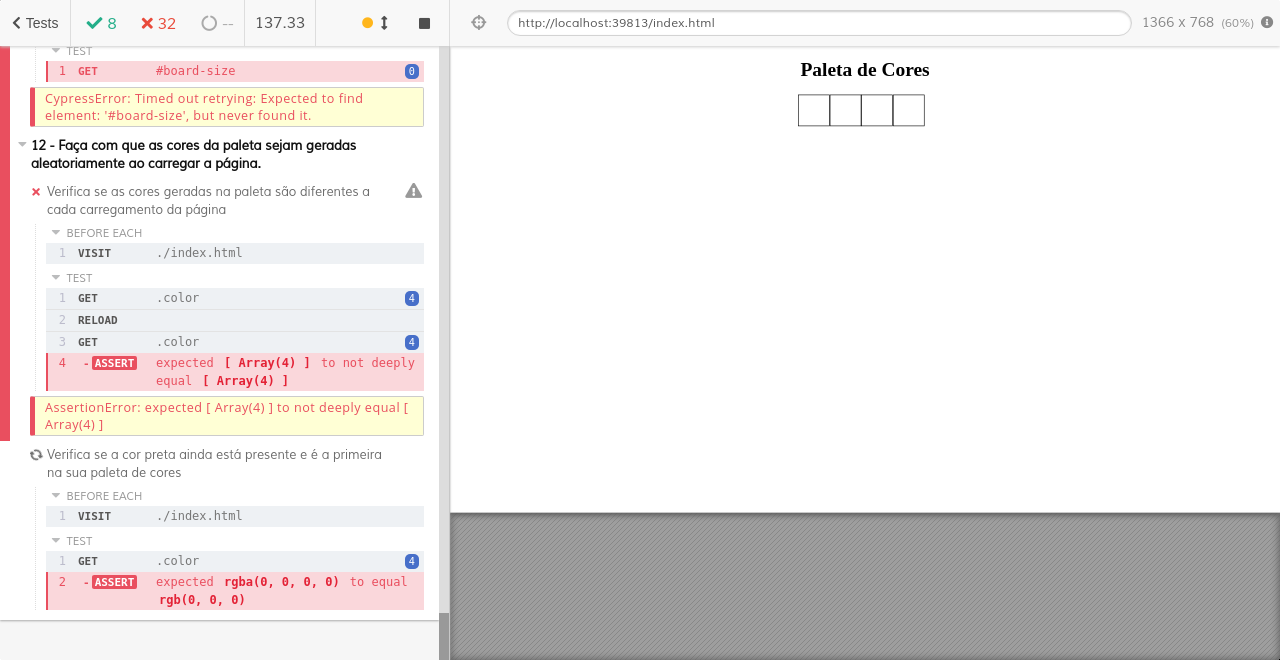 Tests
8
32
--
137.33
http://localhost:39813/index.html
1366 x 768 (60%)
TEST
1 GET #board-size 0
CypressError: Timed out retrying: Expected to find
element: '#board-size', but never found it.
12 - Faça com que as cores da paleta sejam geradas
aleatoriamente ao carregar a página.
Verifica se as cores geradas na paleta são diferentes a
cada carregamento da página
BEFORE EACH
1 VISIT ./index.html
TEST
1 GET .color 4
2 RELOAD
3 GET .color 4
4 -ASSERT expected [ Array(4) ] to not deeply
equal [ Array(4) ]
AssertionError: expected [ Array(4) ] to not deeply equal [
Array(4) ]
Verifica se a cor preta ainda está presente e é a primeira
na sua paleta de cores
BEFORE EACH
1 VISIT ./index.html
TEST
1 GET .color 4
2 -ASSERT expected rgba(0, 0, 0, 0) to equal
rgb(0, 0, 0)
Paleta de Cores